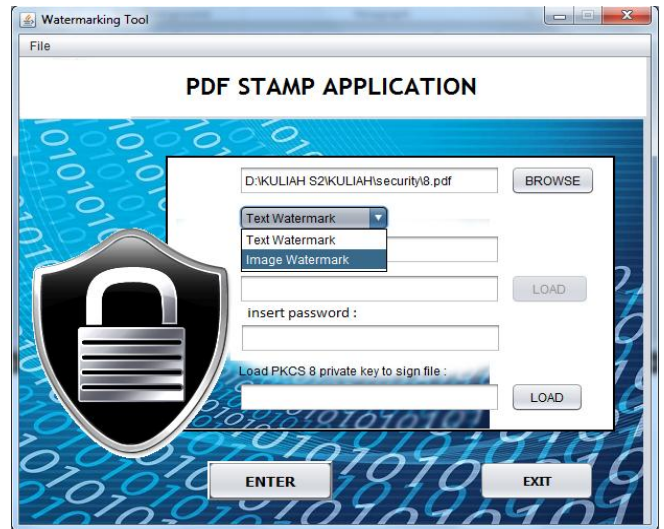 Watermarking Tool
File
PDF STAMP APPLICATION
D:\KULIAH S2\KULIAH\security\8.pdf
BROWSE
Text Watermark
Text Watermark
Image Watermark
LOAD
insert password :
Load PKCS 8 private key to sign file :
LOAD
ENTER
EXIT